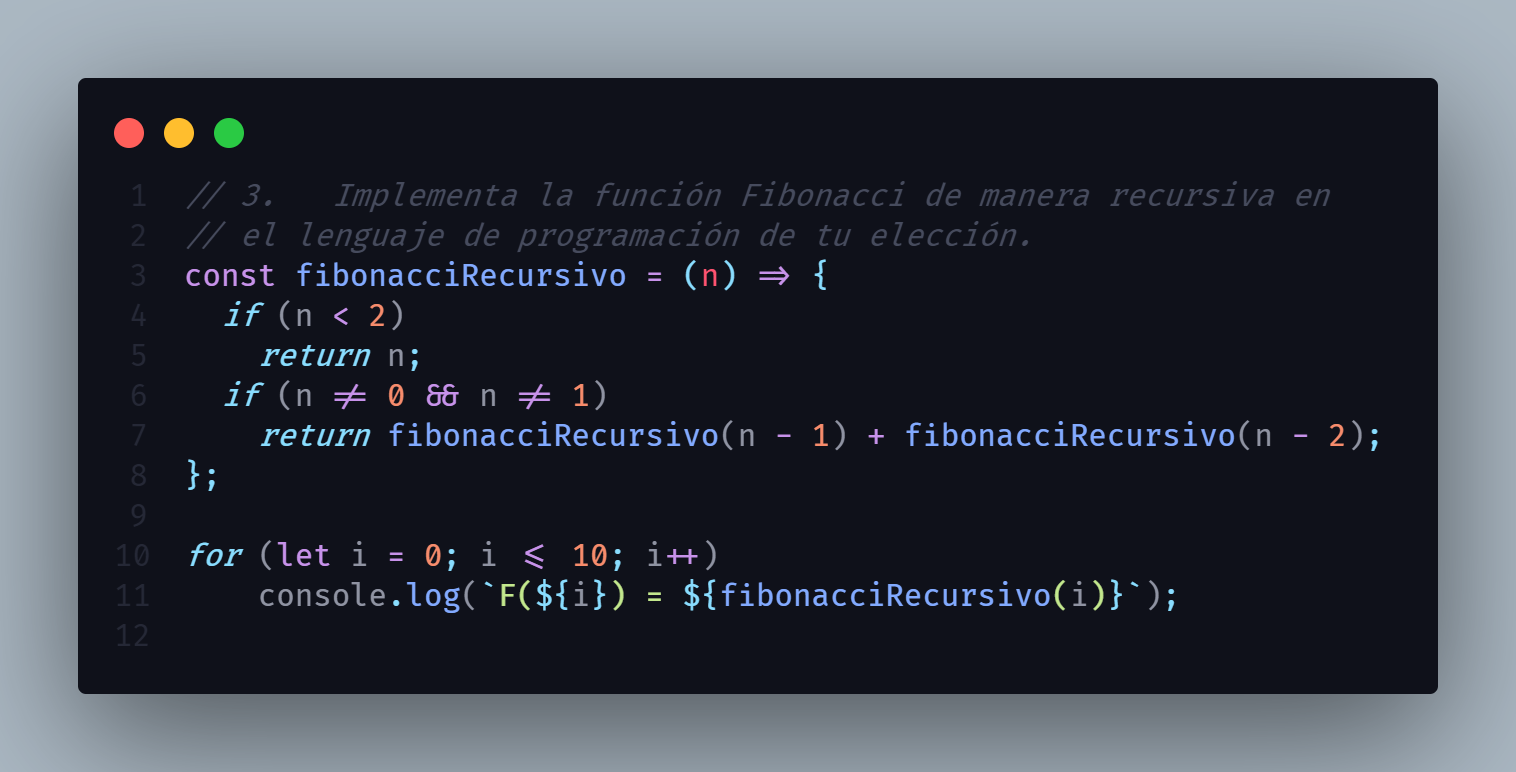 1 // 3.   Implementa la función Fibonacci de manera recursiva en
2 // el lenguaje de programación de tu elección.
3 const fibonacciRecursivo = (n) => {
4   if (n < 2)
5     return n;
6   if (n != 0 && n != 1)
7     return fibonacciRecursivo(n - 1) + fibonacciRecursivo(n - 2);
8 };
9
10 for (let i = 0; i <= 10; i++)
11     console.log(`F(${i}) = ${fibonacciRecursivo(i)}`);
12